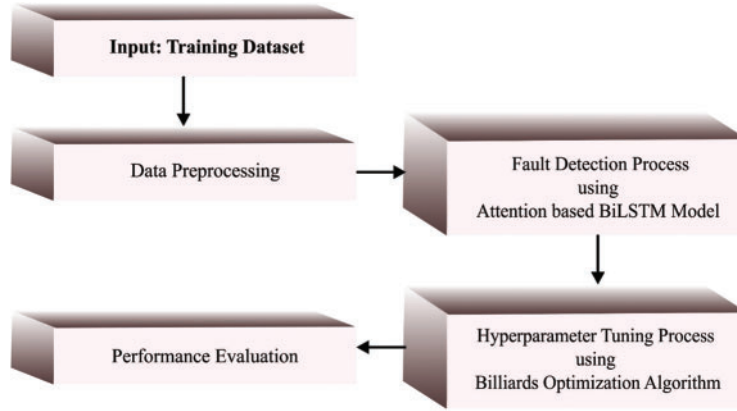 Input: Training Dataset
Data Preprocessing
Fault Detection Process
using
Attention based BiLSTM Model
Hyperparameter Tuning Process
using
Billiards Optimization Algorithm
Performance Evaluation